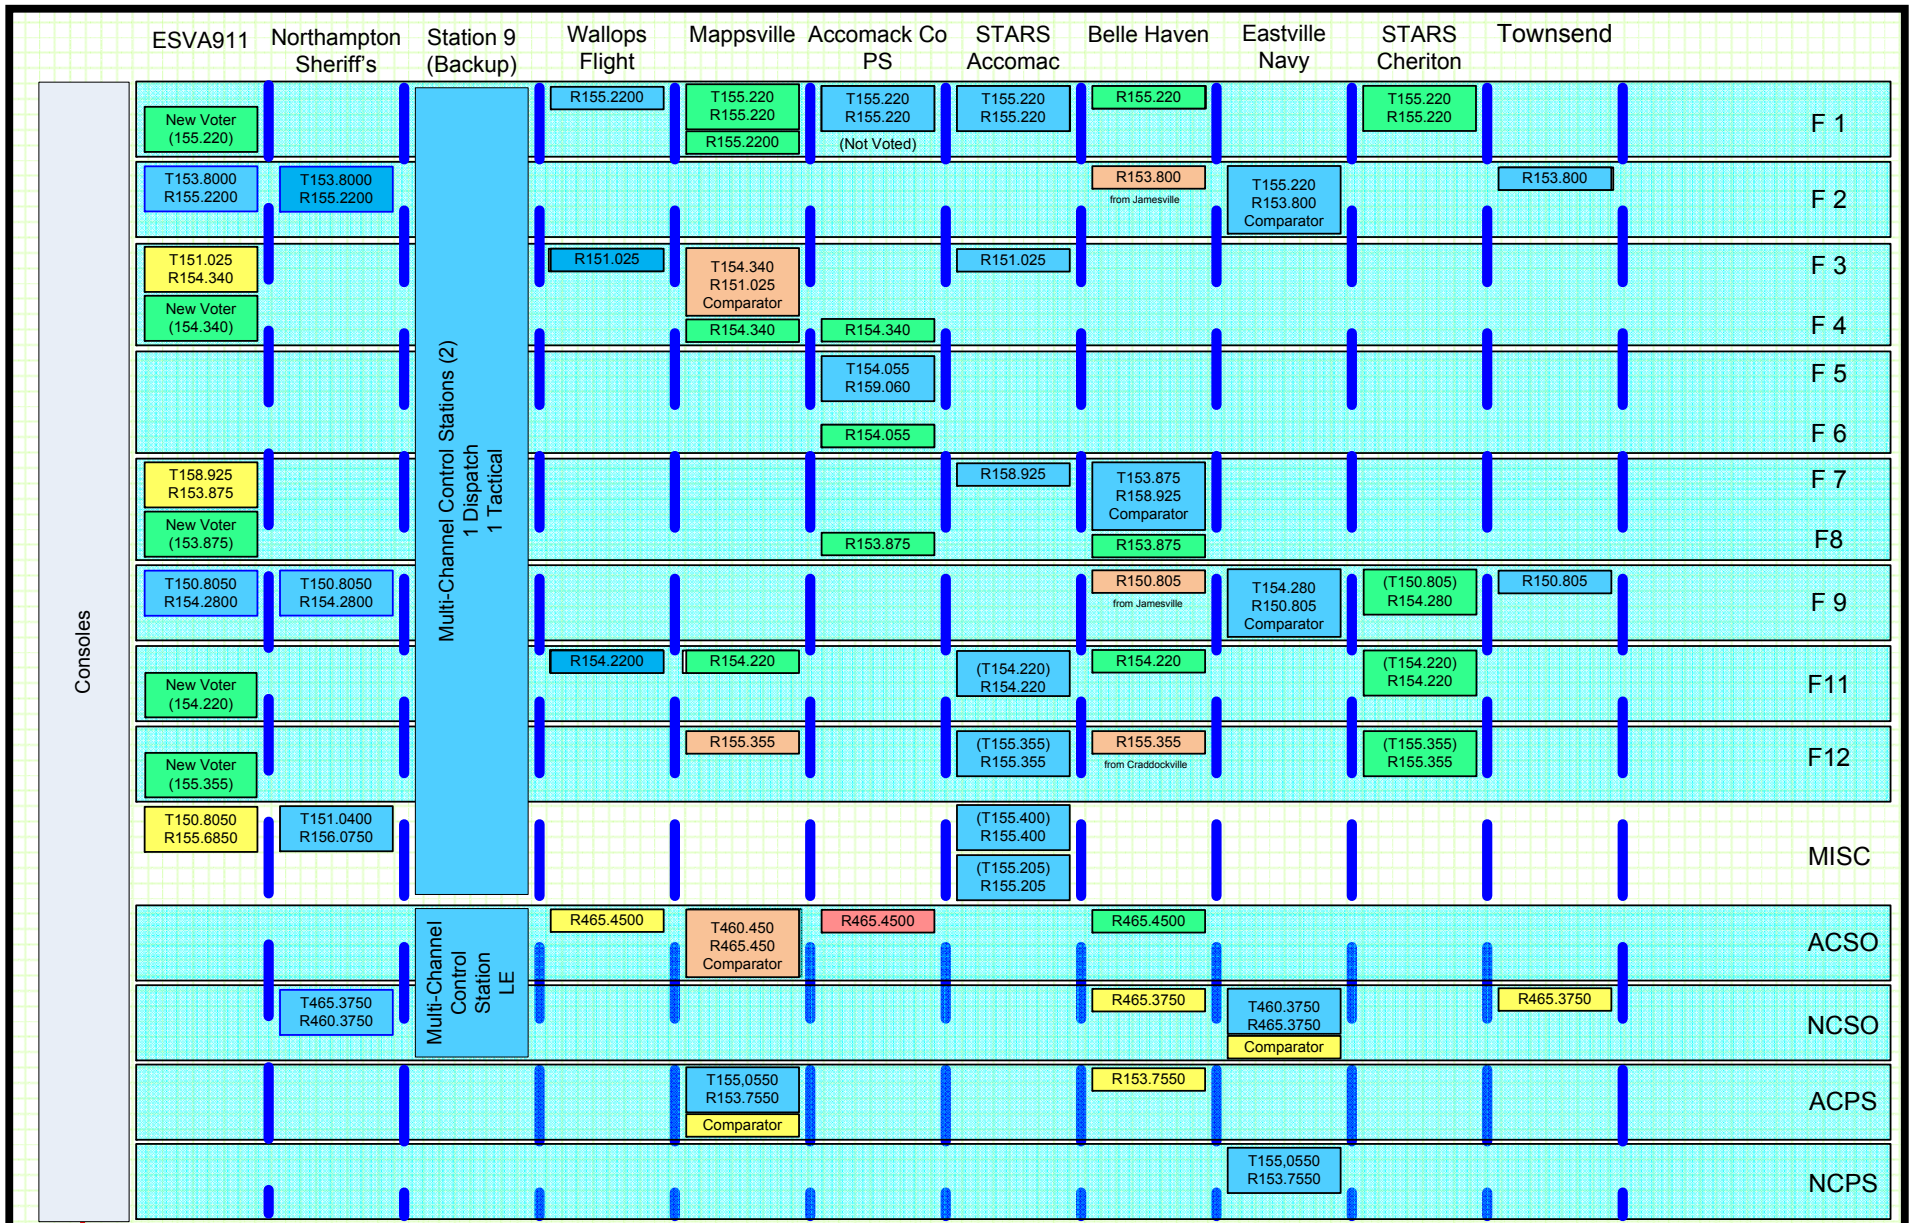 ESVA911
Northampton
Sheriff's
Station 9
(Backup)
Wallops
Flight
Mappsville
Accomack Co
PS
STARS
Accomac
Belle Haven
Eastville
Navy
STARS
Cheriton
Townsend
Consoles
Multi-Channel Control Stations (2)
1 Dispatch
1 Tactical
Multi-Channel
Control
Station
LE
New Voter
(155.220)
R155.2200
T155.220
R155.220
R155.2200
T155.220
R155.220
(Not Voted)
T155.220
R155.220
R155.220
T155.220
R155.220
F 1
T153.8000
R155.2200
T153.8000
R155.2200
R153.800
from Jamesville
T155.220
R153.800
Comparator
R153.800
F 2
T151.025
R154.340
R151.025
T154.340
R151.025
Comparator
R151.025
F 3
New Voter
(154.340)
R154.340
R154.340
F 4
T154.055
R159.060
F 5
R154.055
F 6
T158.925
R153.875
R158.925
T153.875
R158.925
Comparator
F 7
New Voter
(153.875)
R153.875
R153.875
F8
T150.8050
R154.2800
T150.8050
R154.2800
R150.805
from Jamesville
T154.280
R150.805
Comparator
(T150.805)
R154.280
R150.805
F 9
New Voter
(154.220)
R154.2200
R154.220
(T154.220)
R154.220
R154.220
(T154.220)
R154.220
F11
New Voter
(155.355)
R155.355
(T155.355)
R155.355
R155.355
from Craddockville
(T155.355)
R155.355
F12
T150.8050
R155.6850
T151.0400
R156.0750
(T155.400)
R155.400
(T155.205)
R155.205
MISC
R465.4500
T460.450
R465.450
Comparator
R465.4500
R465.4500
ACSO
T465.3750
R460.3750
R465.3750
T460.3750
R465.3750
Comparator
R465.3750
NCSO
T155,0550
R153.7550
Comparator
R153.7550
ACPS
T155,0550
R153.7550
NCPS